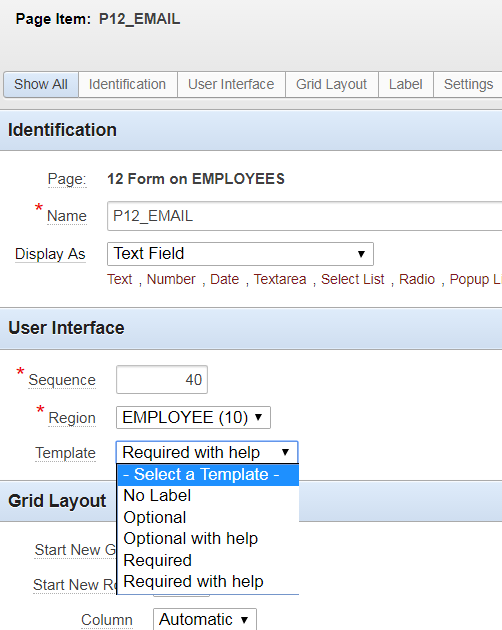 Page Item: P12_EMAIL
Show All Identification User Interface Grid Layout Label Settings
Identification
Page: 12 Form on EMPLOYEES
* Name P12_EMAIL
Display As Text Field ▼
Text , Number , Date , Textarea , Select List , Radio , Popup L
User Interface
* Sequence 40
* Region EMPLOYEE (10) ▼
Template Required with help ▼
- Select a Template -
No Label
Optional
Optional with help
Required
Required with help
Grid Layout
Start New G
Start New R
Column Automatic ▼